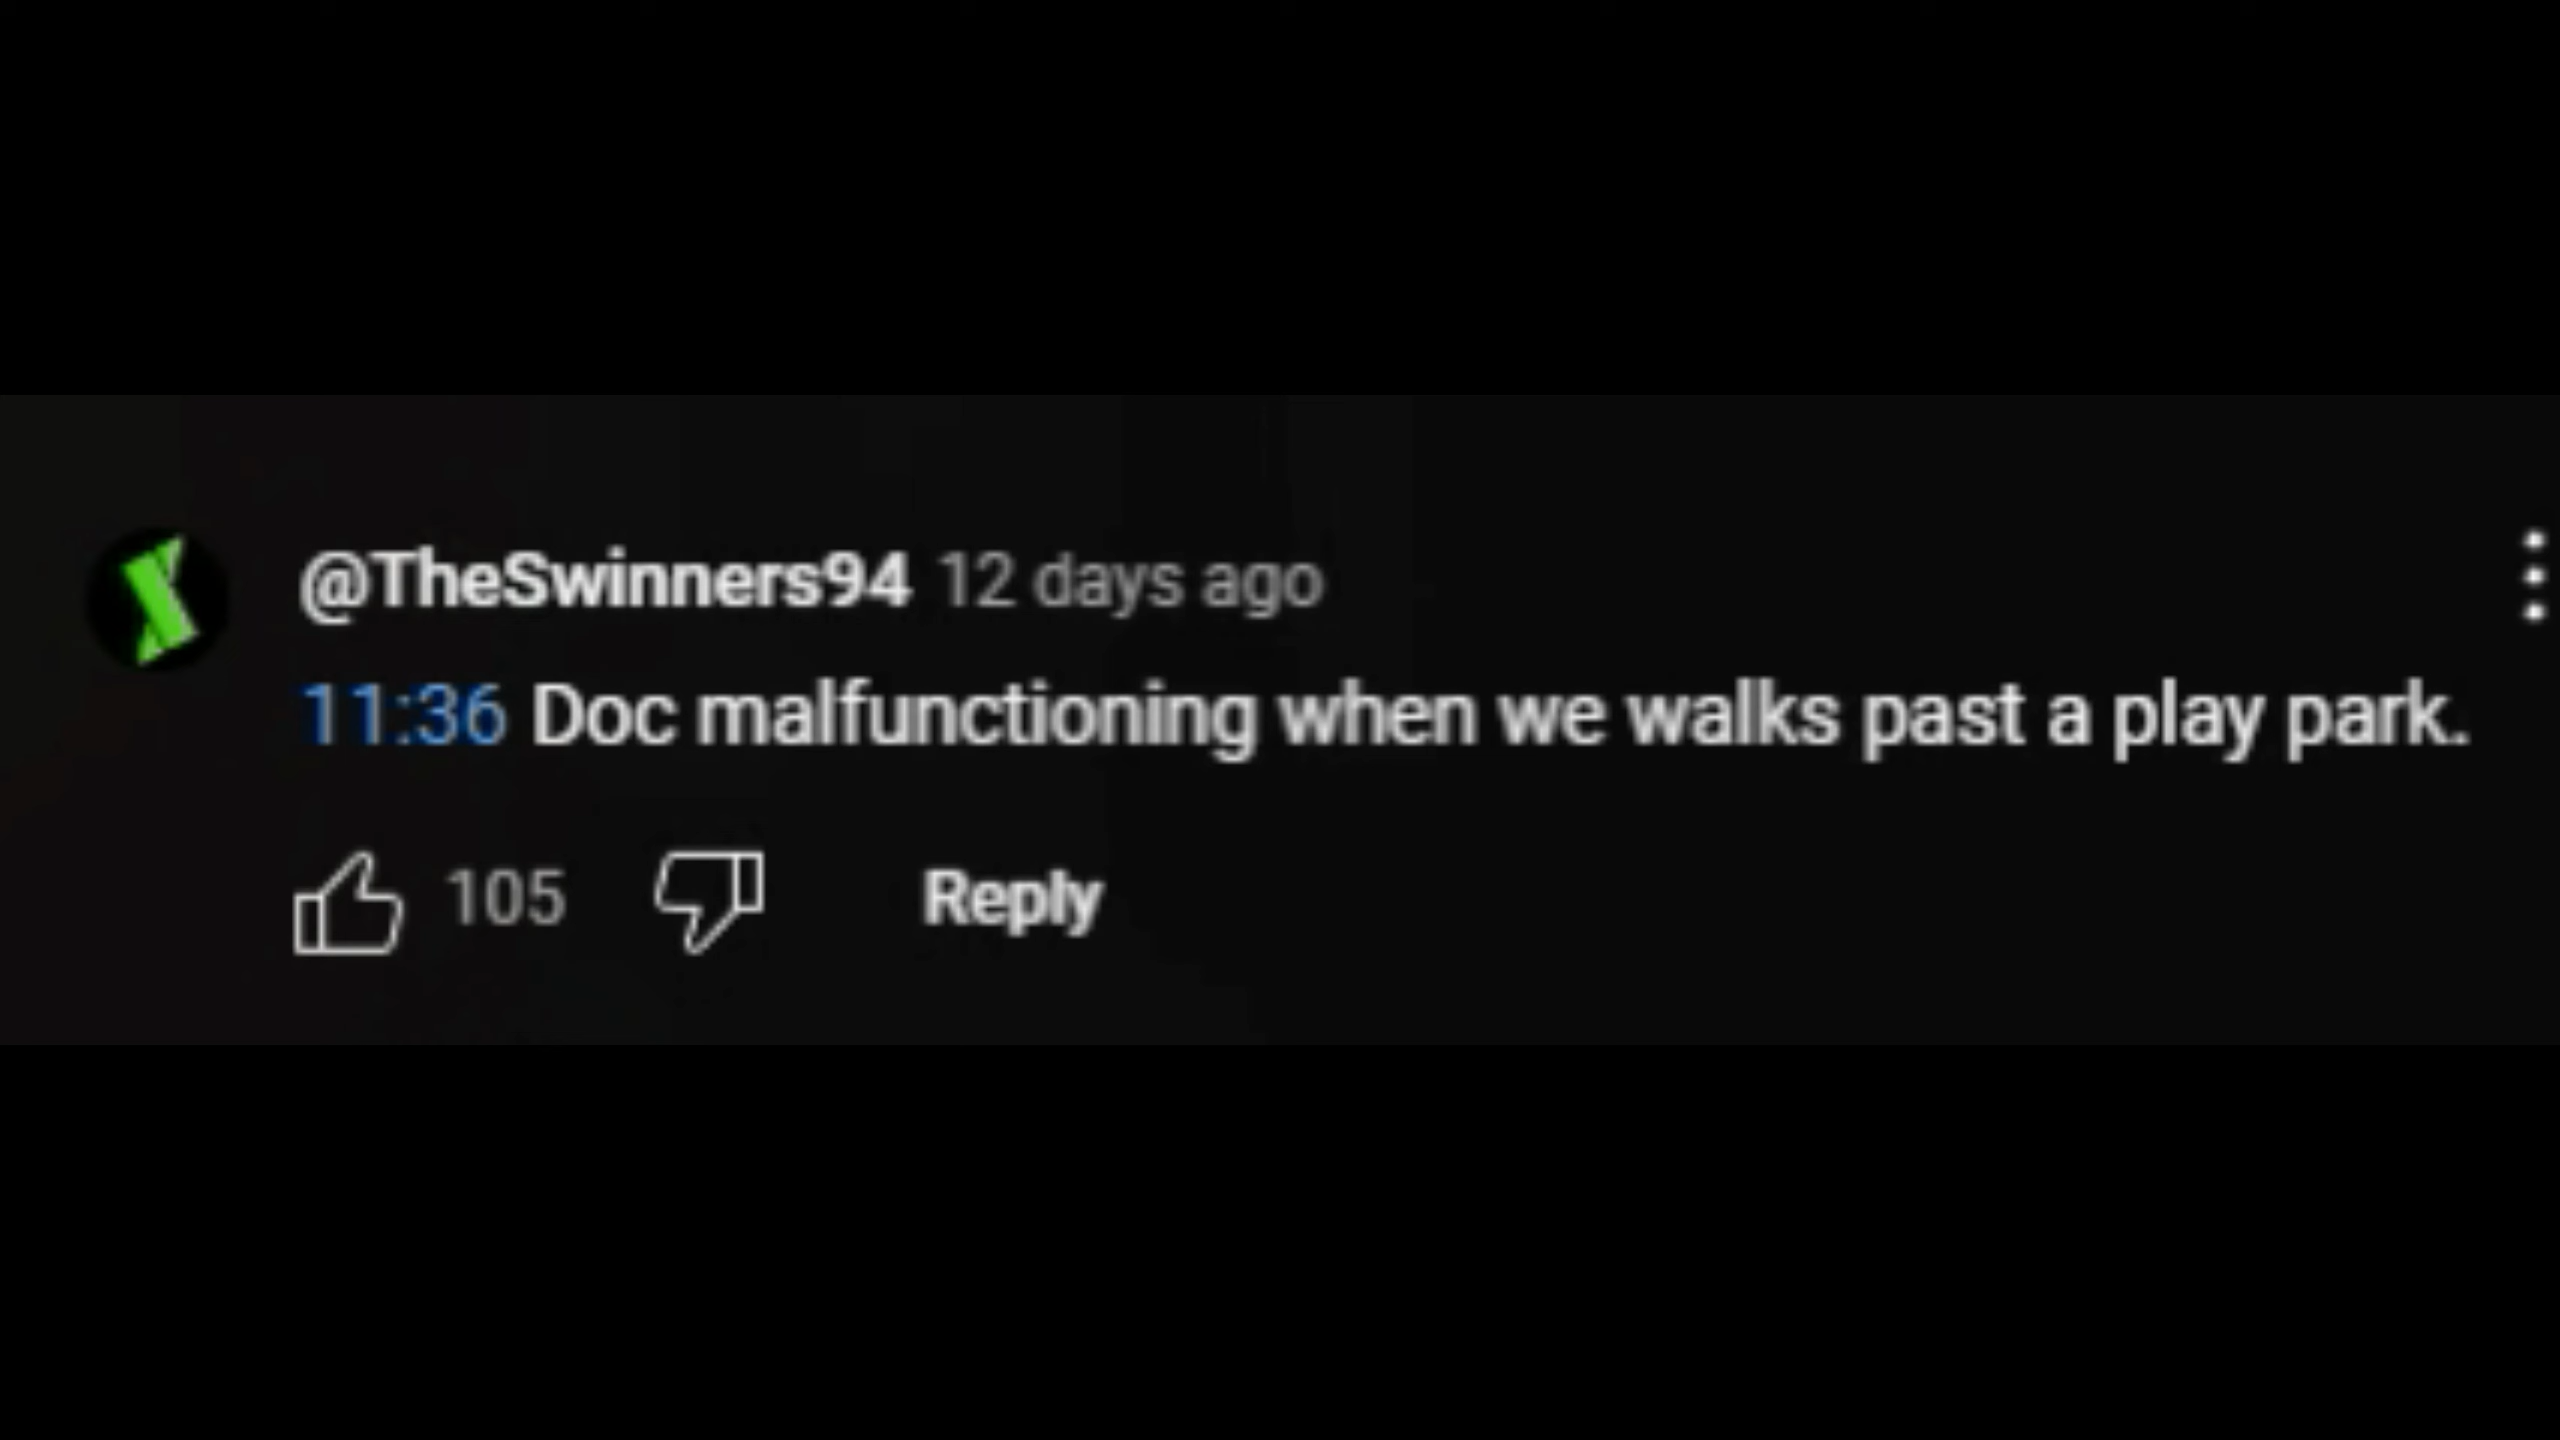 @TheSwinners94 12 days ago
11:36 Doc malfunctioning when we walks past a play park.
105 Reply